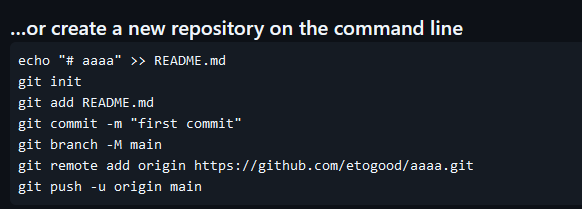 ...or create a new repository on the command line
echo "# aaaa" >> README.md
git init
git add README.md
git commit -m "first commit"
git branch -M main
git remote add origin https://github.com/etogood/aaaa.git
git push -u origin main